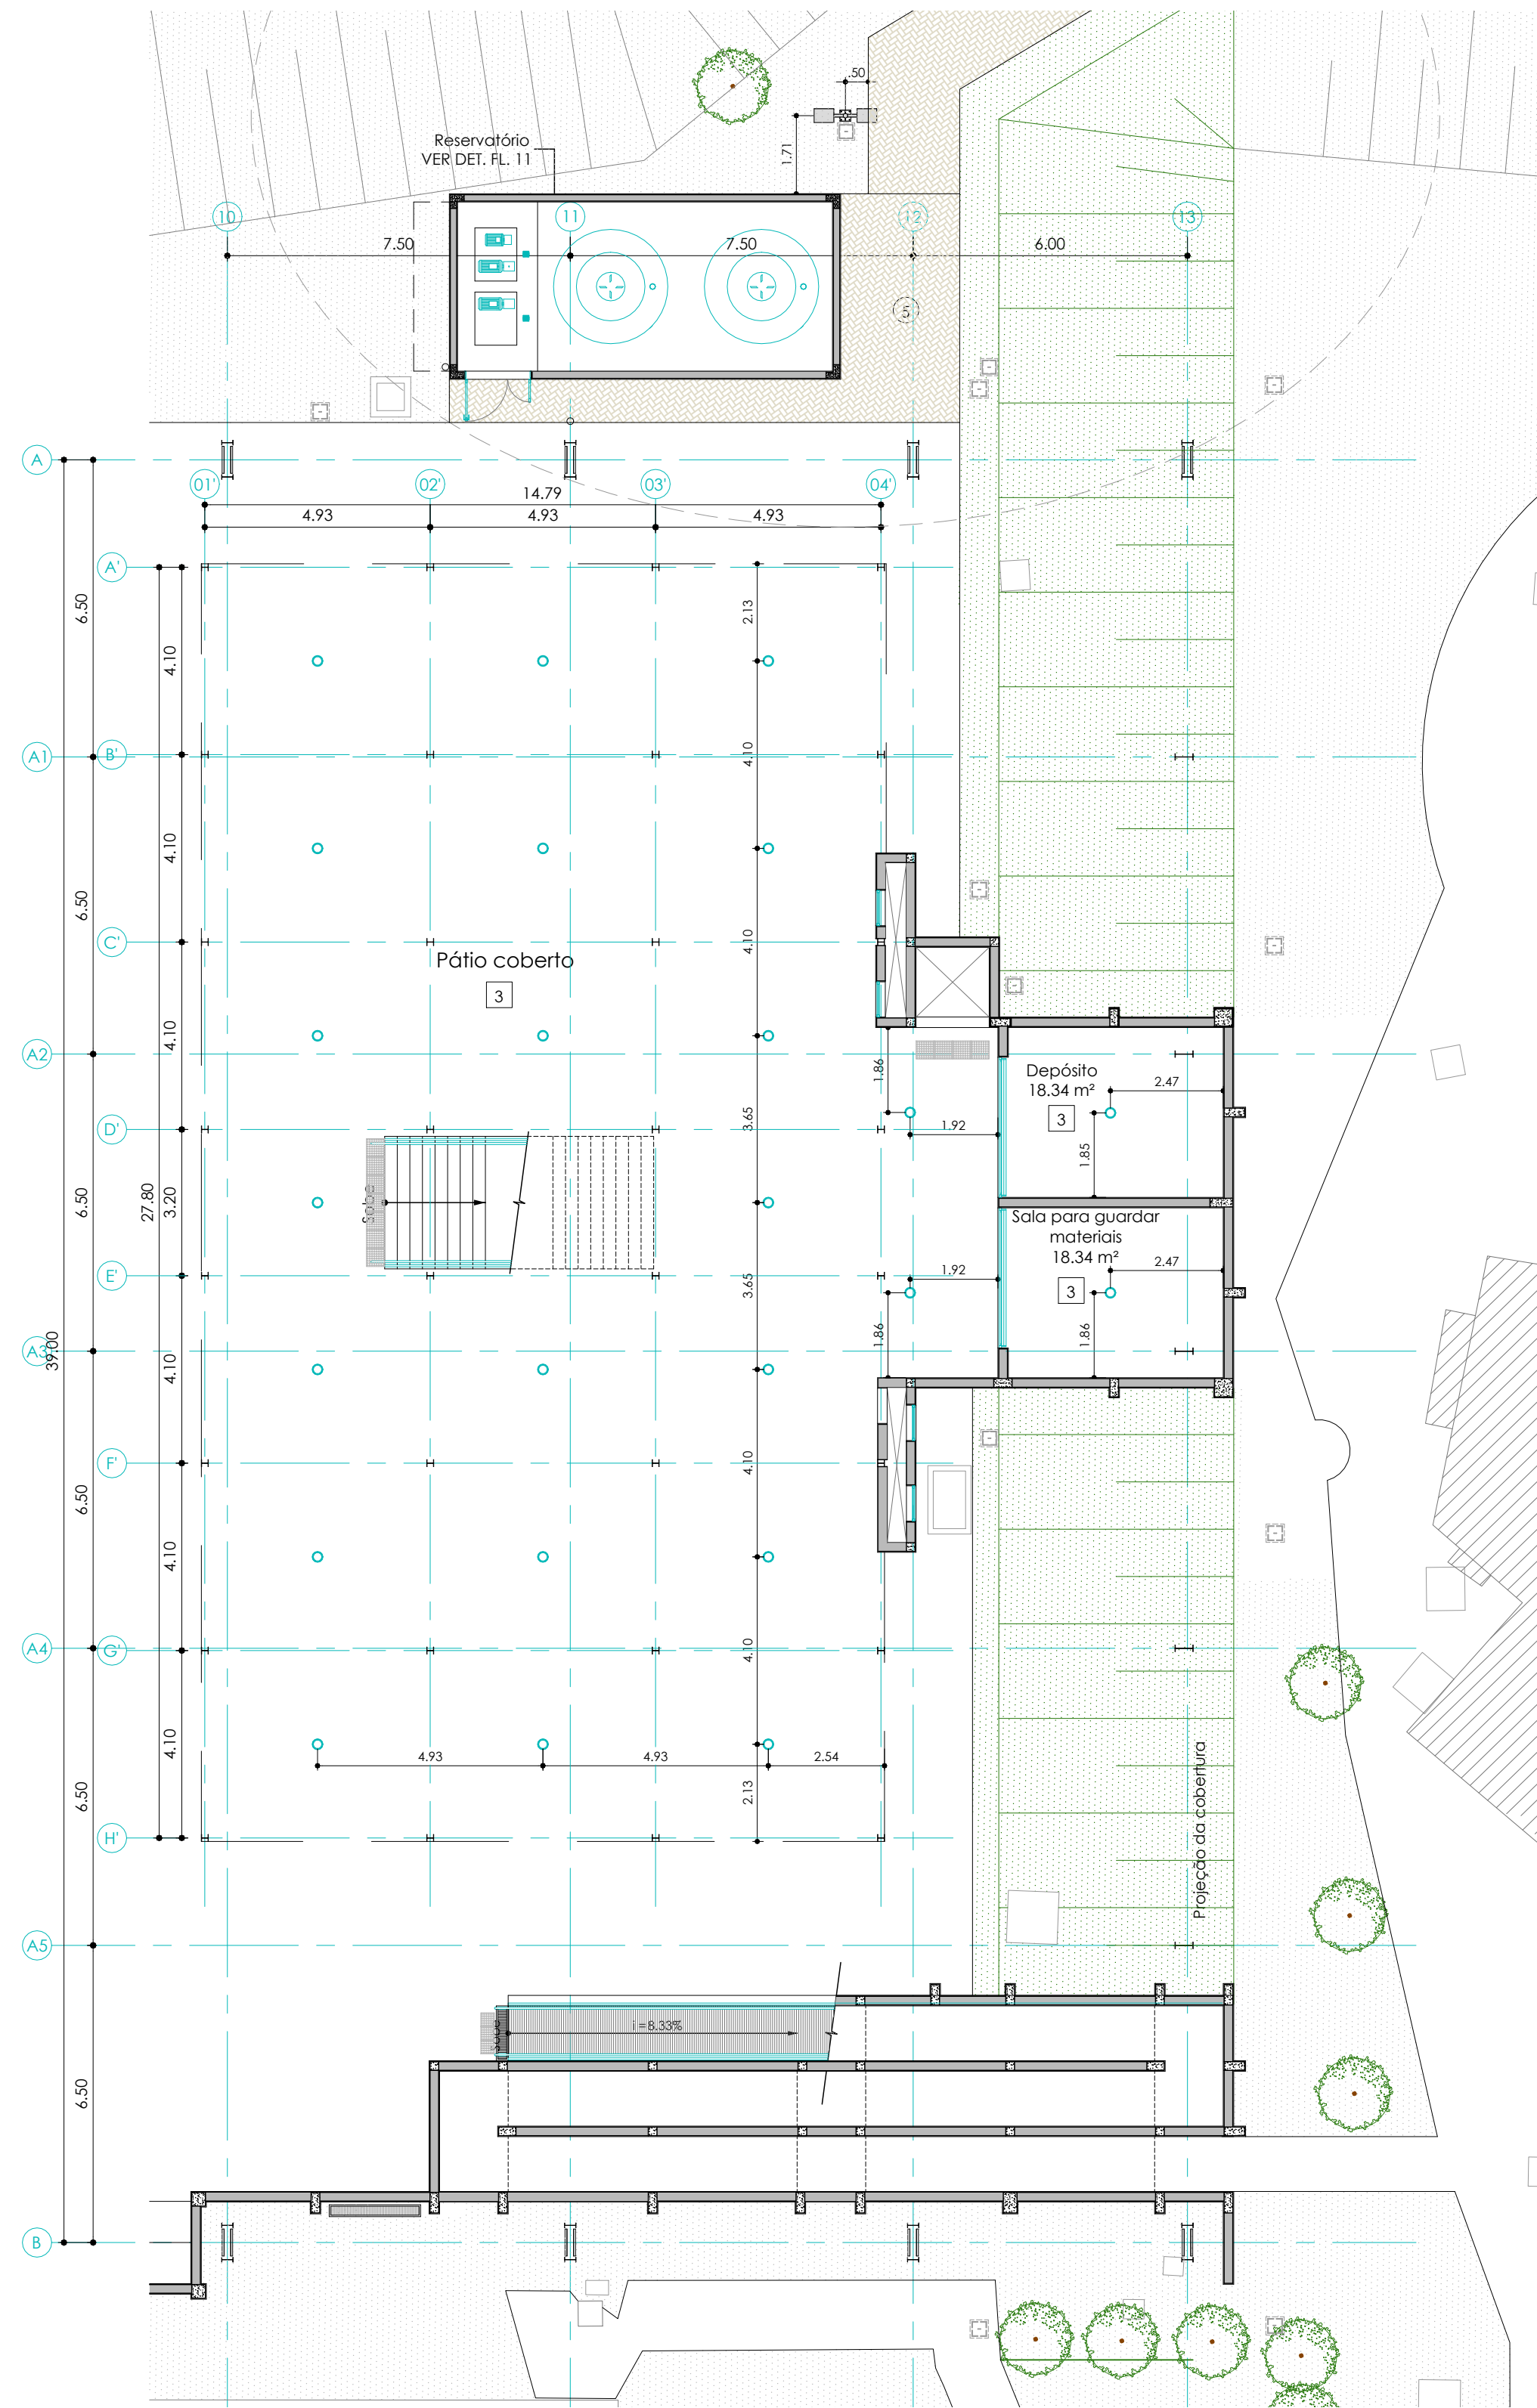 .50
Reservatório
VER DET. FL. 11
1.71
10
11
12
13
7.50
7.50
6.00
5
A
01'
02'
03'
04'
14.79
4.93
4.93
4.93
A'
6.50
2.13
4.10
A1
B'
4.10
4.10
6.50
C'
4.10
Pátio coberto
3
4.10
A2
1.86
Depósito
18.34 m²
2.47
3
D'
3.65
1.92
1.85
6.50
27.80
3.20
Sobe
Sala para guardar
materiais
18.34 m²
2.47
E'
3.65
1.92
3
1.86
1.86
A3
39.00
4.10
F'
4.10
6.50
4.10
A4
G'
4.10
4.10
4.93
4.93
2.54
6.50
2.13
H'
Projeção da cobertura
A5
i =8.33%
6.50
B